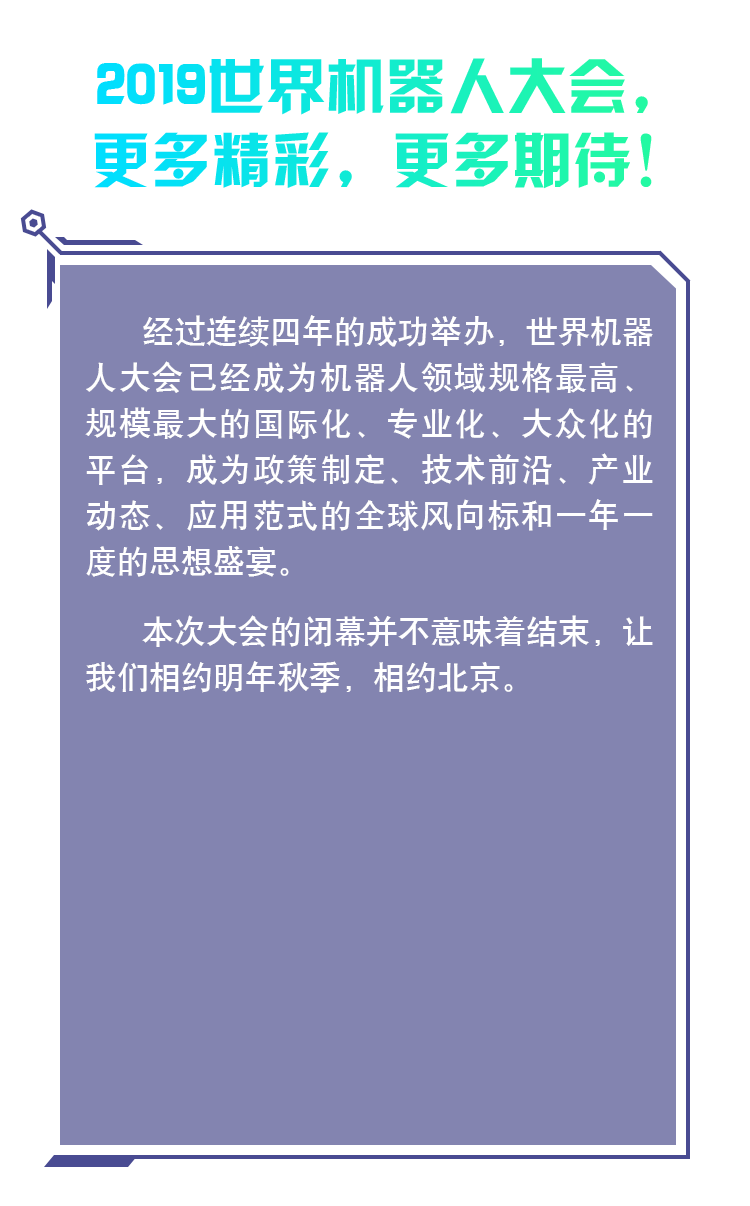 2019世界机器人大会，
更多精彩，更多期待！
经过连续四年的成功举办，世界机器
人大会已经成为机器人领域规格最高、
规模最大的国际化、专业化、大众化的
平台，成为政策制定、技术前沿、产业
动态、应用范式的全球风向标和一年一
度的思想盛宴。
本次大会的闭幕并不意味着结束，让
我们相约明年秋季，相约北京。